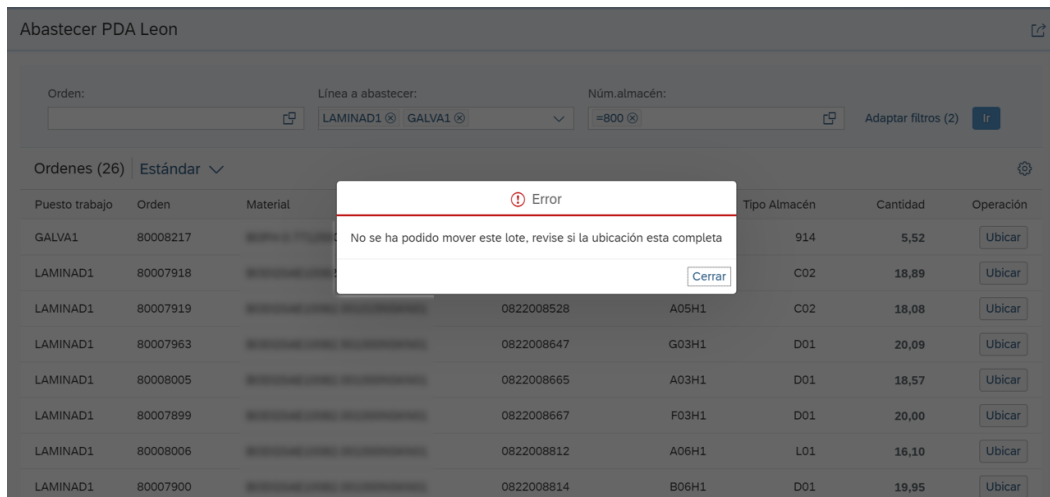 Abastecer PDA Leon
Orden: Línea a abastecer: Núm.almacén:
LAMINAD1 GALVA1 =800 Adaptar filtros (2) Ir
Ordenes (26) Estándar
Error
Puesto trabajo Orden Material Tipo Almacén Cantidad Operación
No se ha podido mover este lote, revise si la ubicación esta completa
GALVA1 80008217 914 5,52 Ubicar
Cerrar
LAMINAD1 80007918 C02 18,89 Ubicar
LAMINAD1 80007919 0822008528 A05H1 C02 18,08 Ubicar
LAMINAD1 80007963 0822008647 G03H1 D01 20,09 Ubicar
LAMINAD1 80008005 0822008665 A03H1 D01 18,57 Ubicar
LAMINAD1 80007899 0822008667 F03H1 D01 20,00 Ubicar
LAMINAD1 80008006 0822008812 A06H1 L01 16,10 Ubicar
LAMINAD1 80007900 0822008814 B06H1 D01 19,95 Ubicar